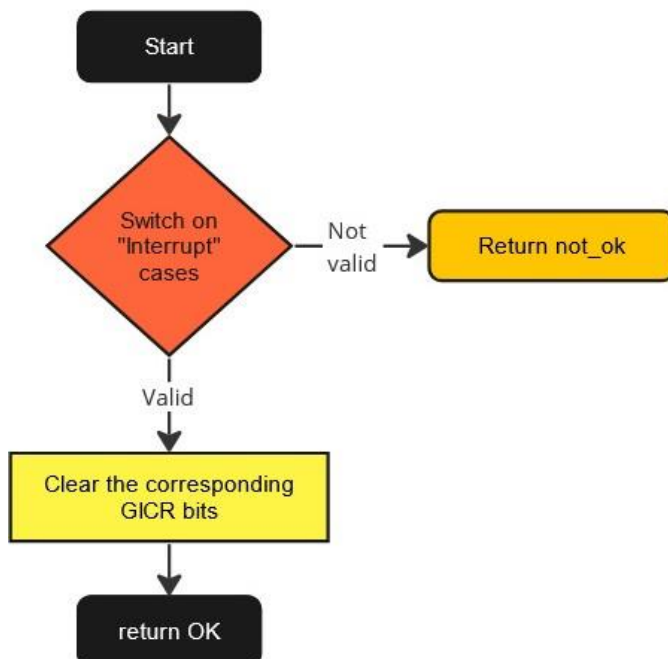 Start
Switch on
"Interrupt"
cases
Not
valid
Return not_ok
Valid
Clear the corresponding
GICR bits
return OK